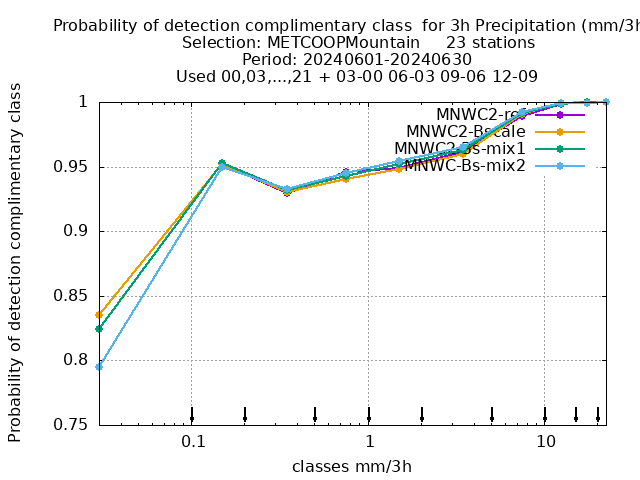 Probability of detection complimentary class  for 3h Precipitation (mm/3h
Selection: METCOOPMountain     23 stations
Period: 20240601-20240630
Used 00,03,...,21 + 03-00 06-03 09-06 12-09
Probability of detection complimentary class
1
0.95
0.9
0.85
0.8
0.75
0.1
1
10
classes mm/3h
MNWC2-Bscale
MNWC2-Bs-mix1
MNWC-Bs-mix2